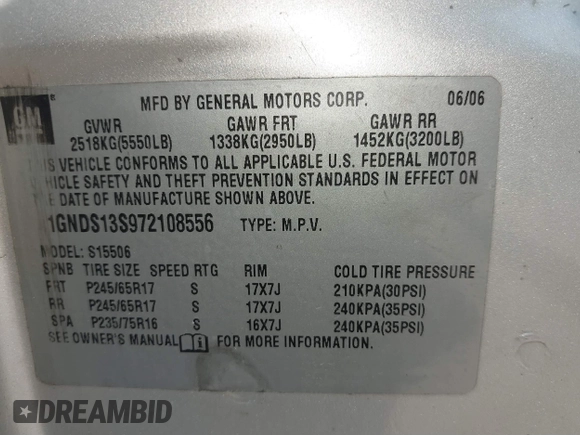 GM
MFD BY GENERAL MOTORS CORP. 06/06
GVWR GAWR FRT GAWR RR
2518KG(5550LB) 1338KG(2950LB) 1452KG(3200LB)
THIS VEHICLE CONFORMS TO ALL APPLICABLE U.S. FEDERAL MOTOR
VEHICLE SAFETY AND THEFT PREVENTION STANDARDS IN EFFECT ON
THE DATE OF MANUFACTURE SHOWN ABOVE.
1GNDS13S972108556 TYPE: M.P.V.
MODEL: S15506
SPNB TIRE SIZE SPEED RTG RIM COLD TIRE PRESSURE
FRT P245/65R17 S 17X7J 210KPA(30PSI)
RR P245/65R17 S 17X7J 240KPA(35PSI)
SPA P235/75R16 S 16X7J 240KPA(35PSI)
SEE OWNER'S MANUAL FOR MORE INFORMATION.
DREAMBID